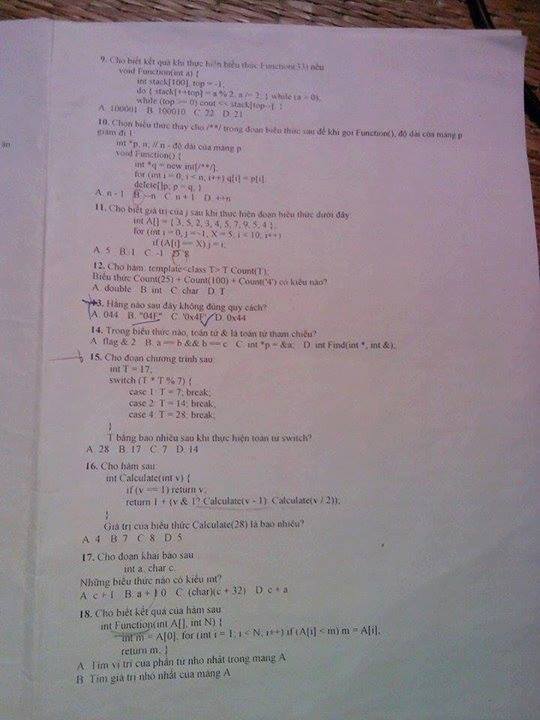 9. Cho biết kết quả khi thực hiện biểu thức Function(33) nếu
void Function(int a) {
int stack[100], top = -1;
do { stack[++top] = a % 2; a /= 2; } while (a > 0);
while (top >= 0) cout << stack[top--]; }
A. 100001 B. 100010 C. 22 D. 21
10. Chọn biểu thức thay cho /**/ trong đoạn biểu thức sau để khi gọi Function(), độ dài của mảng p
giảm đi 1:
int *p, n; // n - độ dài của mảng p
void Function() {
int *q = new int[/**/];
for (int i = 0; i < n; i++) q[i] = p[i];
delete[]p; p = q; }
A. n - 1 B. --n C. n + 1 D. ++n
11. Cho biết giá trị của j sau khi thực hiện đoạn biểu thức dưới đây
int A[] = { 3, 5, 2, 3, 4, 5, 7, 9, 5, 4 };
for (int i = 0, j = -1, X = 5; i < 10; i++)
if (A[i] == X) j = i;
A. 5 B. 1 C. -1 D. 8
12. Cho hàm: template<class T> T Count(T);
Biểu thức Count(25) + Count(100) + Count('4') có kiểu nào?
A. double B. int C. char D. T
13. Hằng nào sau đây không đúng quy cách?
A. 044 B. "04F" C. '0x4F' D. 0x44
14. Trong biểu thức nào, toán tử & là toán tử tham chiếu?
A. flag & 2 B. a == b && b == c C. int *p = &a; D. int Find(int *, int &);
15. Cho đoạn chương trình sau:
int T = 17;
switch (T * T % 7) {
case 1: T = 7; break;
case 2: T = 14; break;
case 4: T = 28; break;
}
T bằng bao nhiêu sau khi thực hiện toán tử switch?
A. 28 B. 17 C. 7 D. 14
16. Cho hàm sau:
int Calculate(int v) {
if (v == 1) return v;
return 1 + (v & 1? Calculate(v - 1): Calculate(v / 2));
}
Giá trị của biểu thức Calculate(28) là bao nhiêu?
A. 4 B. 7 C. 8 D. 5
17. Cho đoạn khai báo sau:
int a; char c;
Những biểu thức nào có kiểu int?
A. c + 1 B. a + 1.0 C. (char)(c + 32) D. c + a
18. Cho biết kết quả của hàm sau:
int Function(int A[], int N) {
int m = A[0]; for (int i = 1; i < N; i++) if (A[i] < m) m = A[i];
return m; }
A. Tìm vị trí của phần tử nhỏ nhất trong mảng A
B. Tìm giá trị nhỏ nhất của mảng A